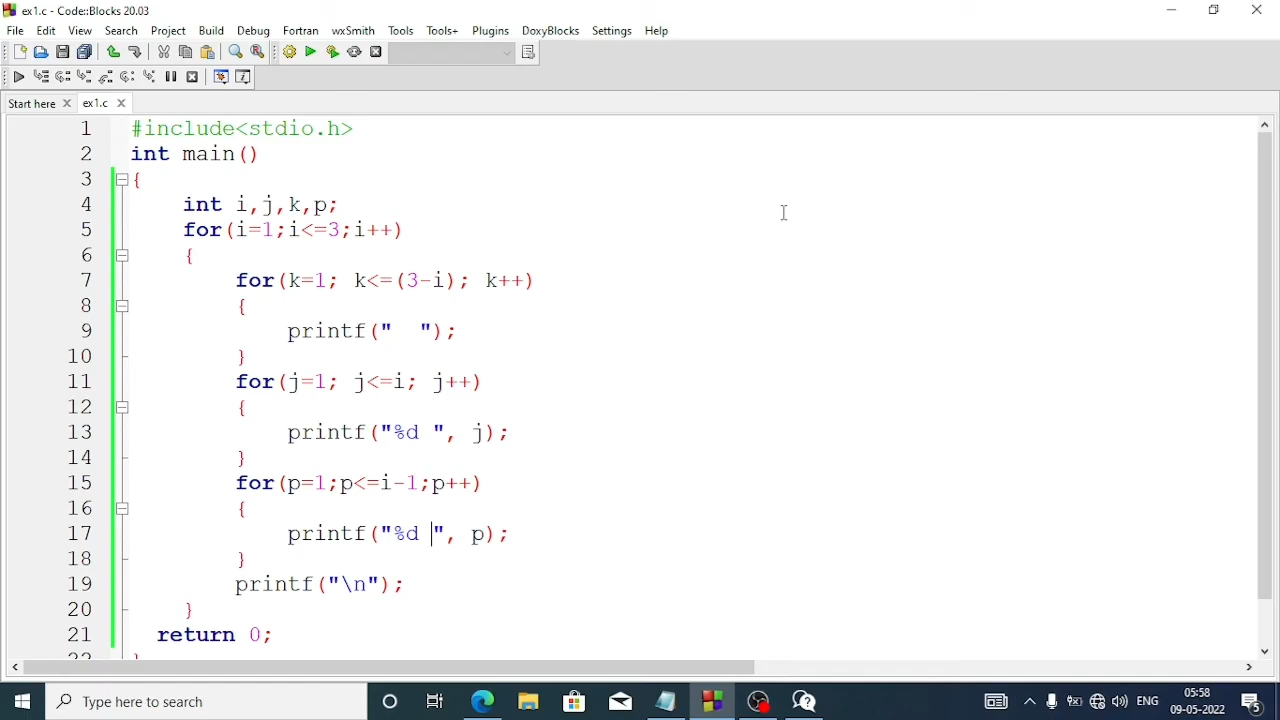 ex1.c - Code::Blocks 20.03
File Edit View Search Project Build Debug Fortran wxSmith Tools Tools+ Plugins DoxyBlocks Settings Help
Start here ex1.c
1 #include<stdio.h>
2 int main()
3 {
4 int i,j,k,p;
5 for(i=1;i<=3;i++)
6 {
7 for(k=1; k<=(3-i); k++)
8 {
9 printf("  ");
10 }
11 for(j=1; j<=i; j++)
12 {
13 printf("%d ", j);
14 }
15 for(p=1;p<=i-1;p++)
16 {
17 printf("%d ", p);
18 }
19 printf("\n");
20 }
21 return 0;
22 }
Type here to search
ENG
05:58
09-05-2022
5